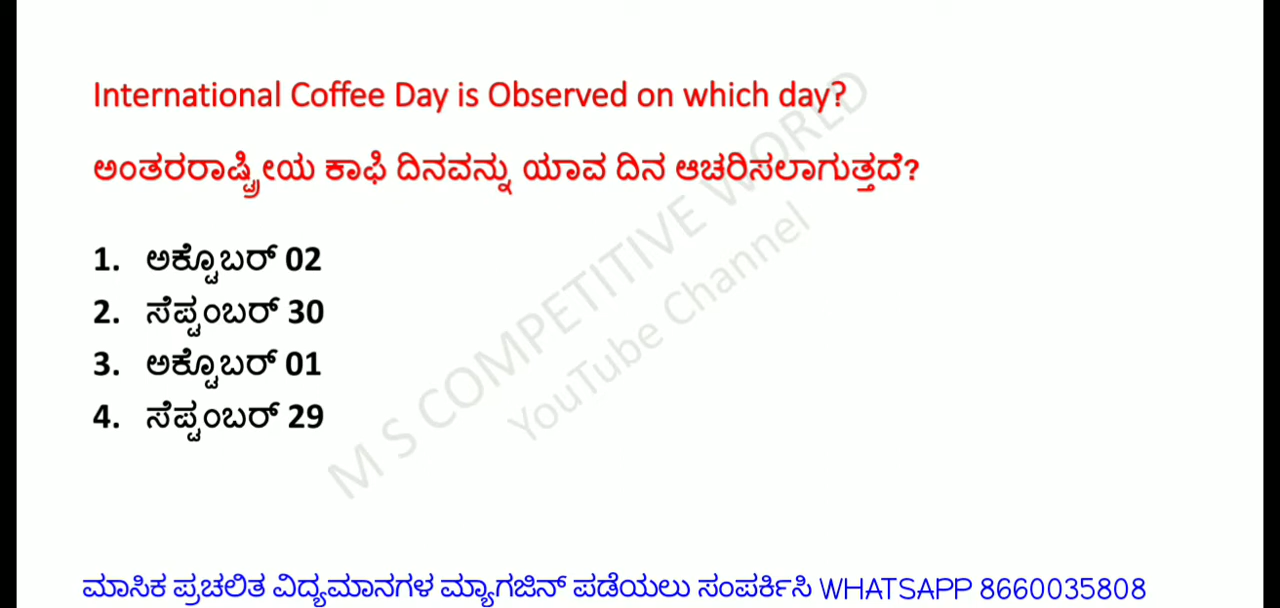 International Coffee Day is Observed on which day?
ಅಂತರರಾಷ್ಟ್ರೀಯ ಕಾಫಿ ದಿನವನ್ನು ಯಾವ ದಿನ ಆಚರಿಸಲಾಗುತ್ತದೆ?
1. ಅಕ್ಟೊಬರ್ 02
2. ಸೆಪ್ಟಂಬರ್ 30
3. ಅಕ್ಟೊಬರ್ 01
4. ಸೆಪ್ಟಂಬರ್ 29
M S COMPETITIVE WORLD
YouTube Channel
ಮಾಸಿಕ ಪ್ರಚಲಿತ ವಿದ್ಯಮಾನಗಳ ಮ್ಯಾಗಜಿನ್ ಪಡೆಯಲು ಸಂಪರ್ಕಿಸಿ WHATSAPP 8660035808